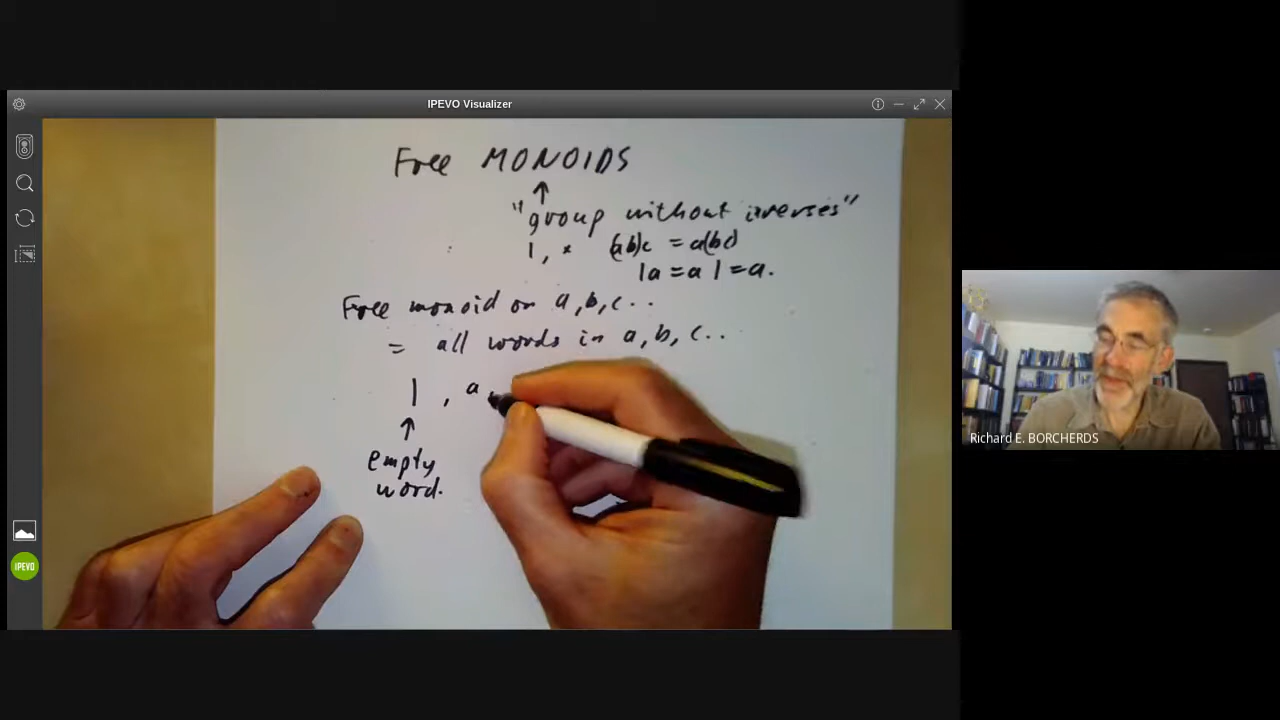 IPEVO Visualizer
Free MONOIDS
↑
"group without inverses"
1, × (ab)c = a(bc)
1a = a1 = a.
Free monoid on a, b, c..
= all words in a, b, c..
1, a,
↑
empty
word.
IPEVO
Richard E. BORCHERDS